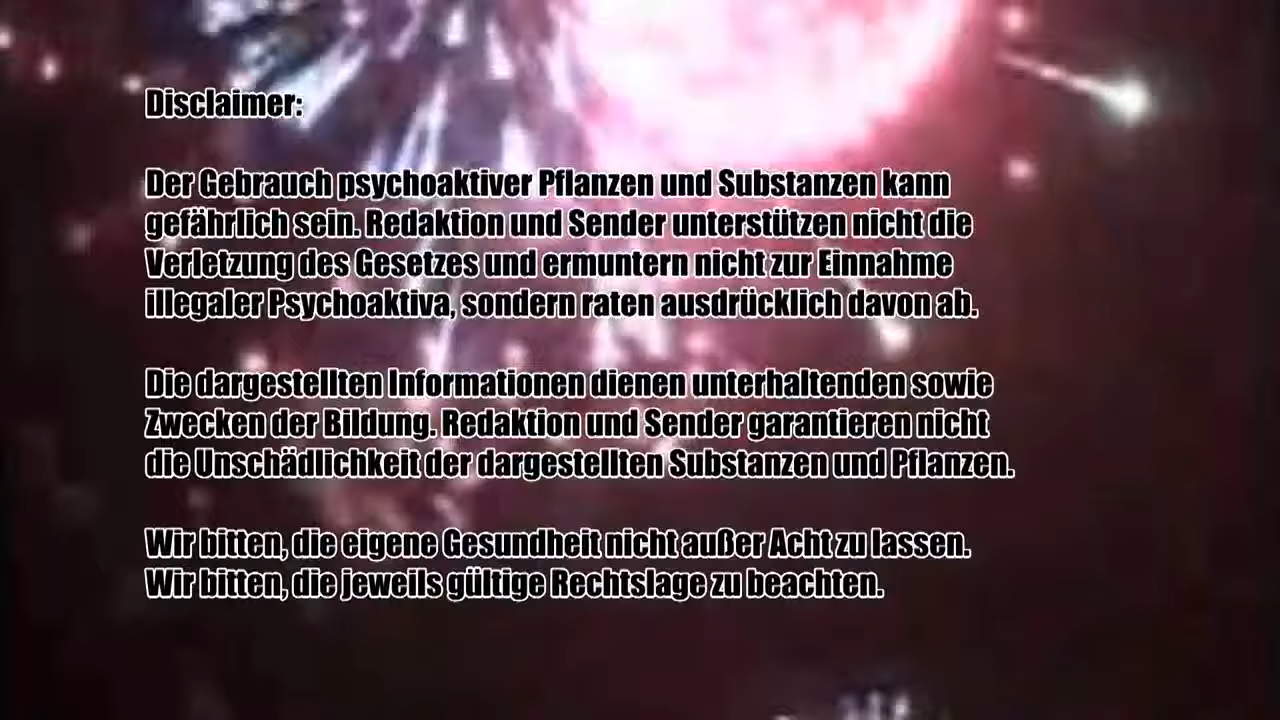 Disclaimer:
Der Gebrauch psychoaktiver Pflanzen und Substanzen kann
gefährlich sein. Redaktion und Sender unterstützen nicht die
Verletzung des Gesetzes und ermuntern nicht zur Einnahme
illegaler Psychoaktiva, sondern raten ausdrücklich davon ab.
Die dargestellten Informationen dienen unterhaltenden sowie
Zwecken der Bildung. Redaktion und Sender garantieren nicht
die Unschädlichkeit der dargestellten Substanzen und Pflanzen.
Wir bitten, die eigene Gesundheit nicht außer Acht zu lassen.
Wir bitten, die jeweils gültige Rechtslage zu beachten.